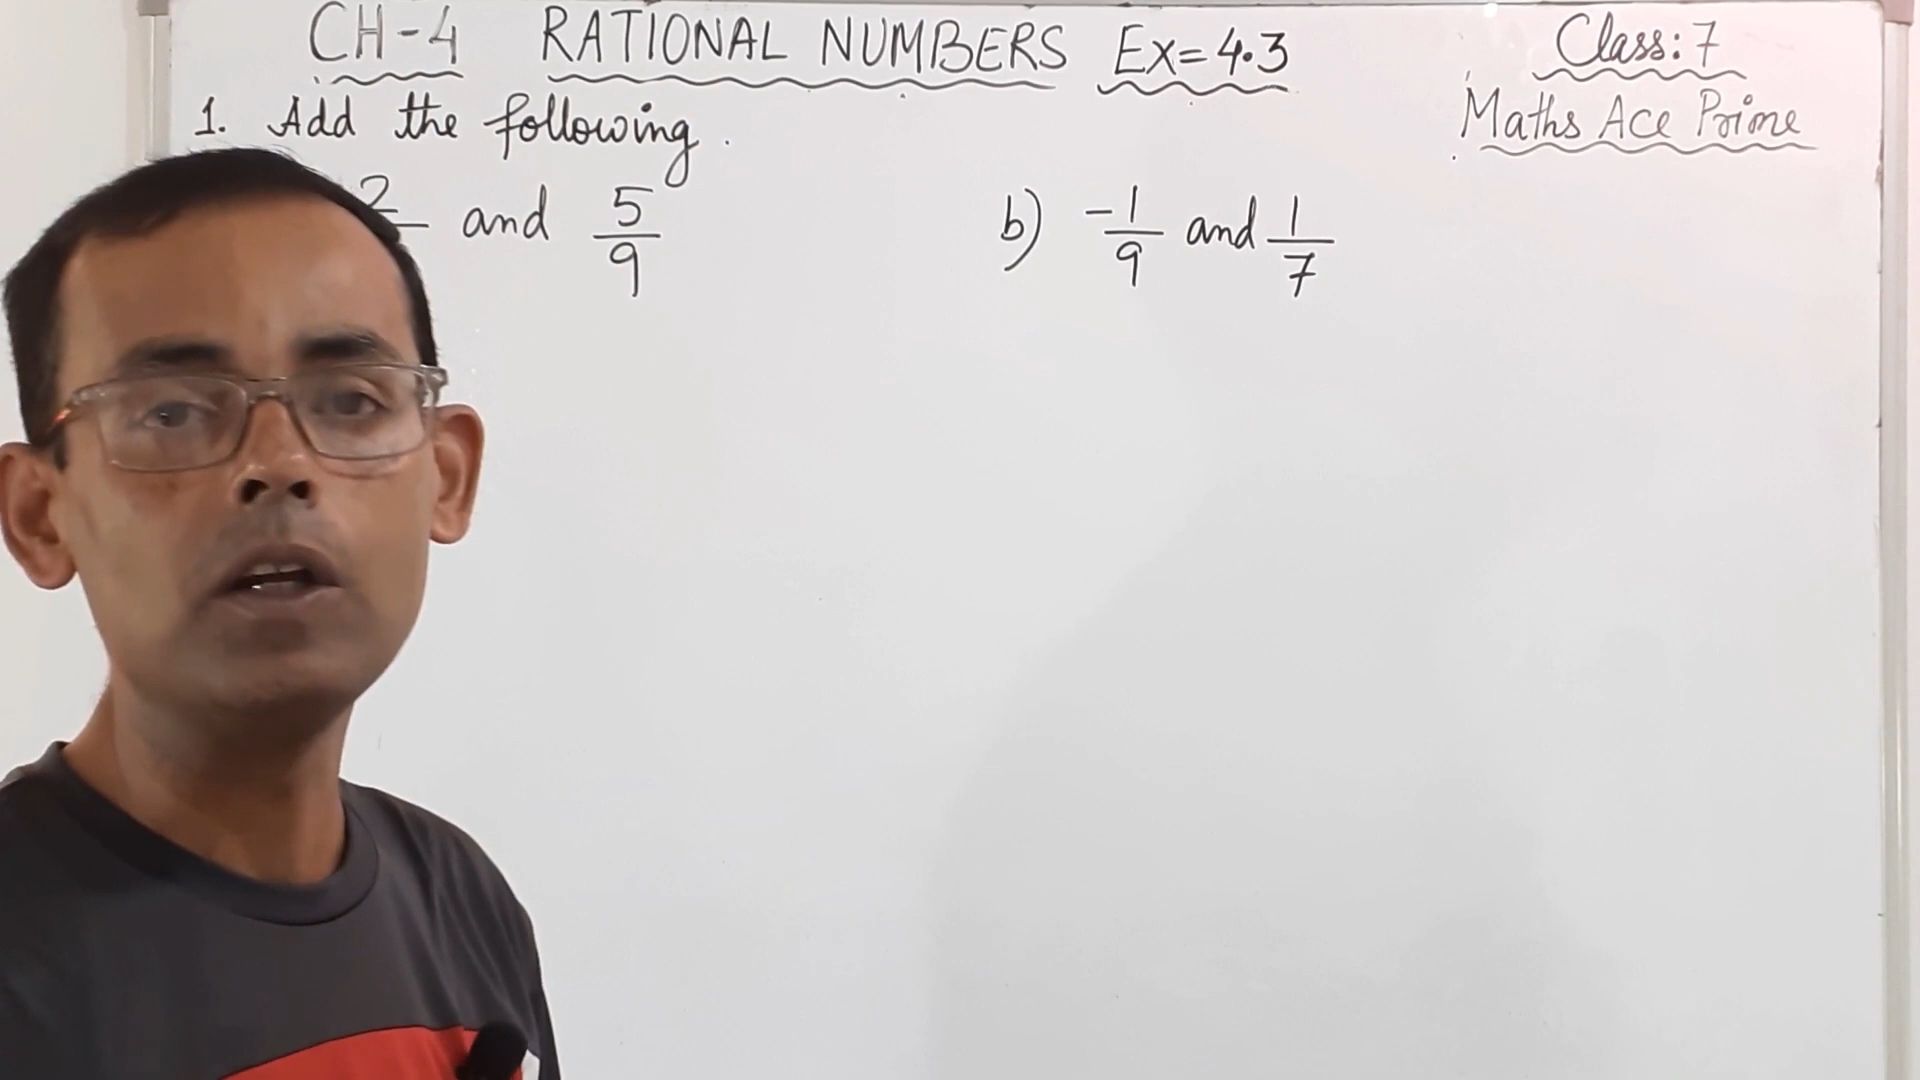 CH-4 RATIONAL NUMBERS Ex=4.3 Class:7
Maths Ace Prime
1. Add the following.
2 and 5/9
b) -1/9 and 1/7